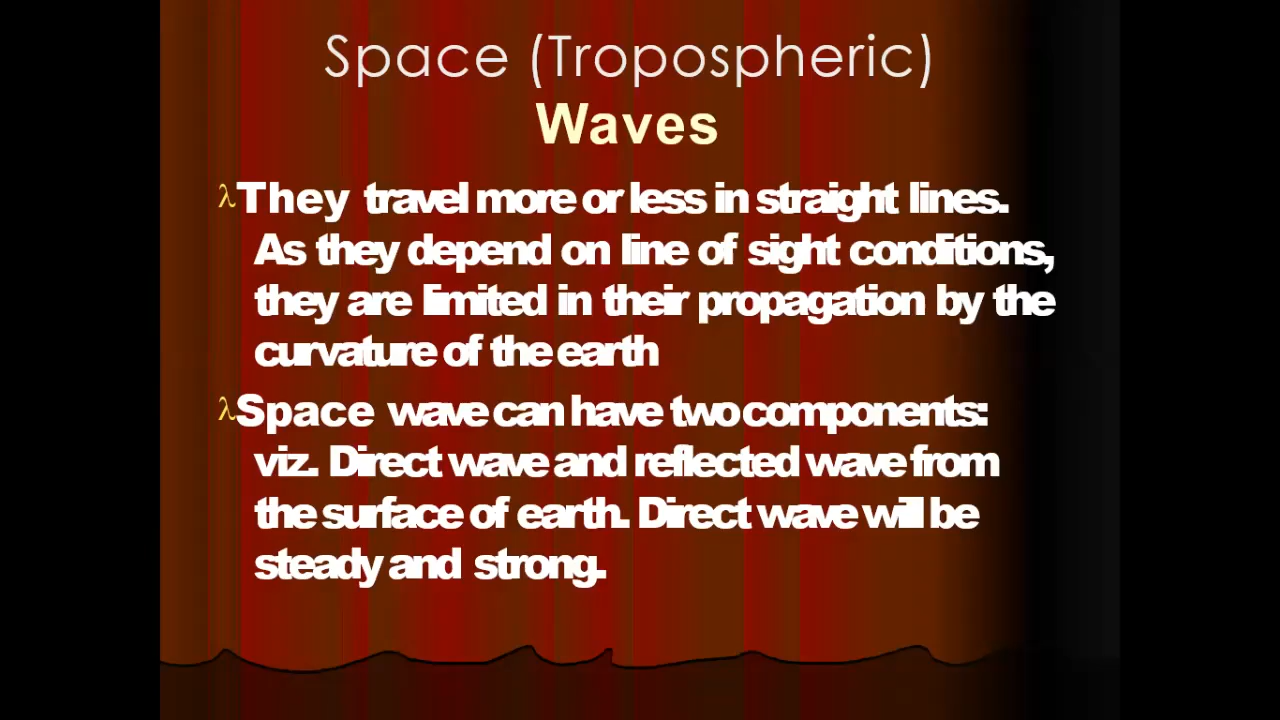 Space (Tropospheric)
Waves
λThey travel more or less in straight lines.
As they depend on line of sight conditions,
they are limited in their propagation by the
curvature of the earth
λSpace wave can have two components:
viz. Direct wave and reflected wave from
the surface of earth. Direct wave will be
steady and strong.